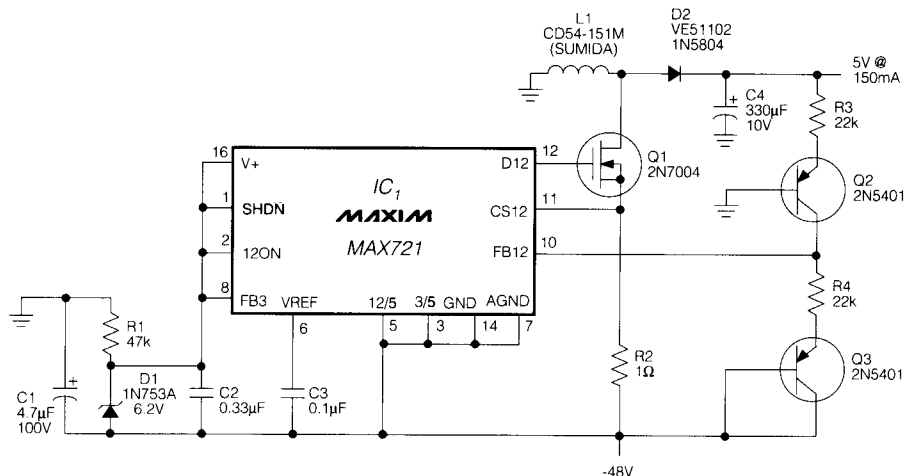 L1
CD54-151M
(SUMIDA)
D2
VE51102
1N5804
5V @
150mA
C4
330µF
10V
+
R3
22k
16
V+
D12
12
Q1
2N7004
Q2
2N5401
IC1
MAXIM
MAX721
1
SHDN
CS12
11
2
12ON
FB12
10
8
FB3
VREF
12/5
3/5
GND
AGND
6
5
3
14
7
R4
22k
R1
47k
R2
1Ω
Q3
2N5401
D1
1N753A
6.2V
+
C1
4.7µF
100V
C2
0.33µF
C3
0.1µF
-48V